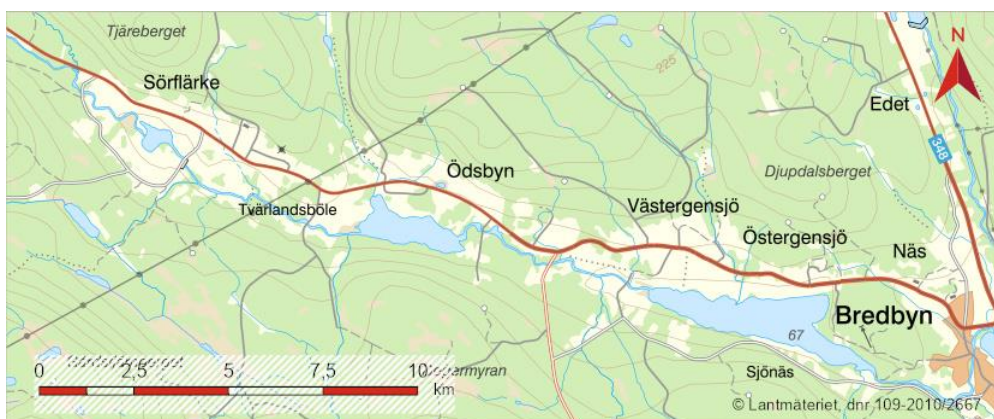 Tjäreberget
Sörflärke
225
N
Edet
348
Ödsbyn
Djupdalsberget
Tvärlandsböle
Västergensjö
Östergensjö
Näs
Bredbyn
67
Sjönäs
0 2,5 5 7,5 10
km
© Lantmäteriet, dnr 109-2010/2667